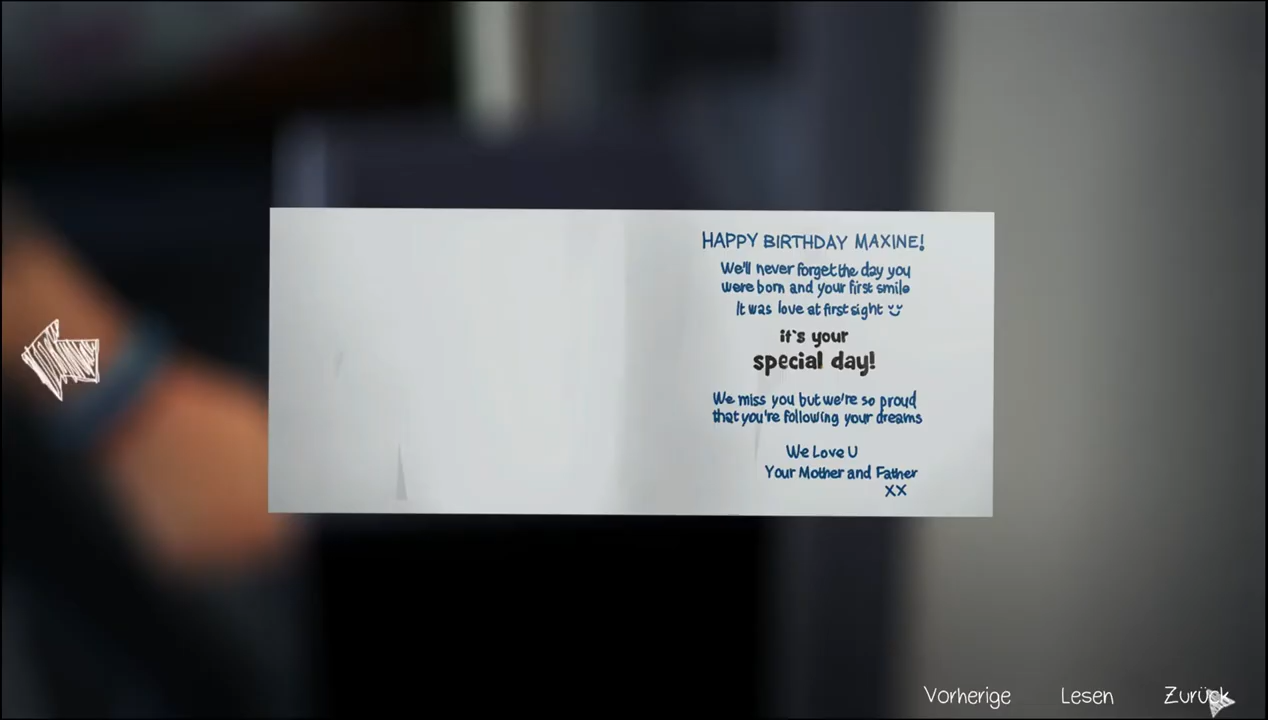 HAPPY BIRTHDAY MAXINE!
We'll never forget the day you
were born and your first smile
It was love at first sight
it's your
special day!
We miss you but we're so proud
that you're following your dreams
We Love U
Your Mother and Father
XX
Vorherige Lesen Zurück